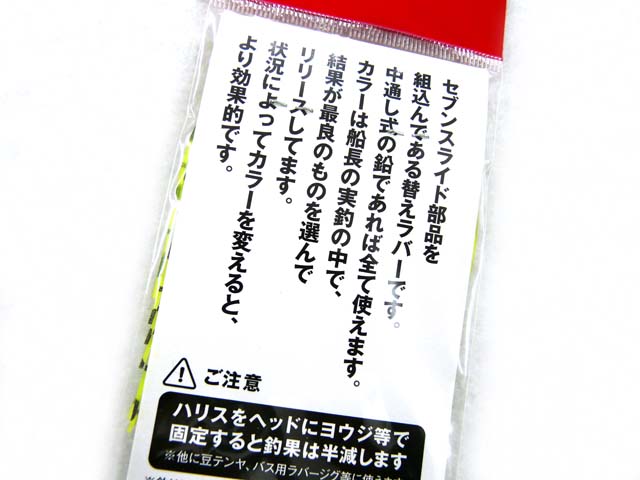 セブンスライド部品を
組込んである替えラバーです。
中通し式の鉛であれば全て使えます。
カラーは船長の実釣の中で、
結果が最良のものを選んで
リリースしてます。
状況によってカラーを変えると、
より効果的です。
ご注意
ハリスをヘッドにヨウジ等で
固定すると釣果は半減します
※他に豆テンヤ、バス用ラバージグ等に使えます